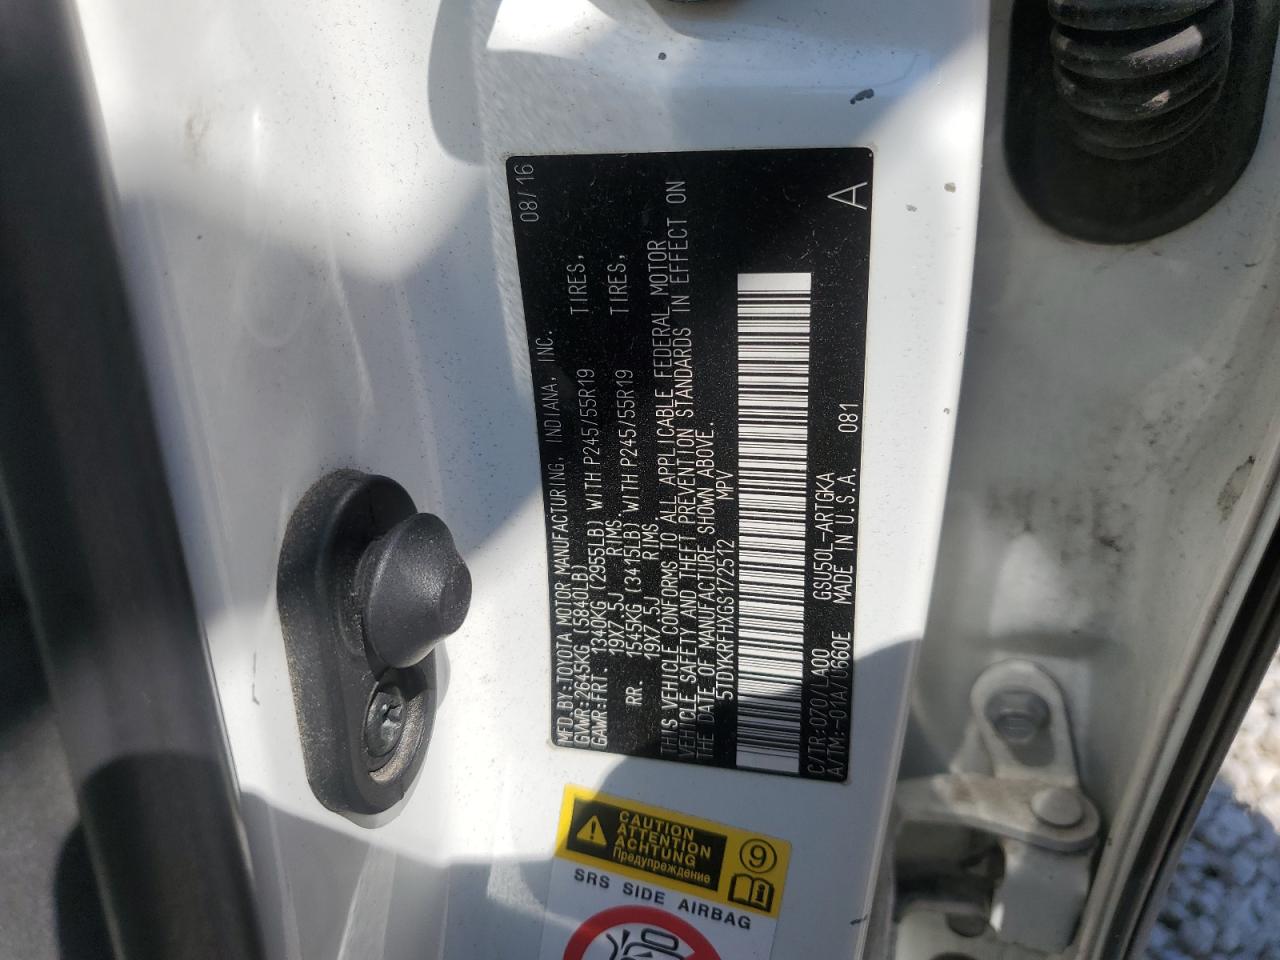 MFD.BY:TOYOTA MOTOR MANUFACTURING, INDIANA, INC. 08/16
GVWR:2645KG (5840LB)
GAWR:FRT. 1340KG (2955LB) WITH P245/55R19 TIRES,
19X7.5J RIMS
RR. 1545KG (3415LB) WITH P245/55R19 TIRES,
19X7.5J RIMS
THIS VEHICLE CONFORMS TO ALL APPLICABLE FEDERAL MOTOR
VEHICLE SAFETY AND THEFT PREVENTION STANDARDS IN EFFECT ON
THE DATE OF MANUFACTURE SHOWN ABOVE.
5TDYKRFHXGS172512 MPV
C/TR:070/LA00 GSU50L-ARTGKA 081
A/TM:-01A/U660E MADE IN U.S.A.
A
CAUTION
ATTENTION
ACHTUNG
Предупреждение
9
i
SRS SIDE AIRBAG